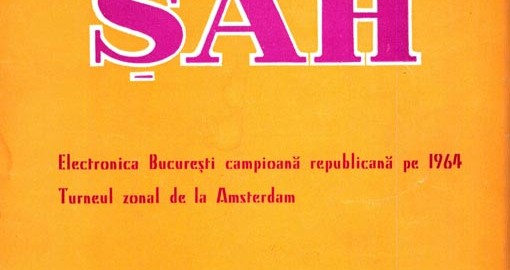 ŞAH
Electronica Bucureşti campioană republicană pe 1964
Turneul zonal de la Amsterdam